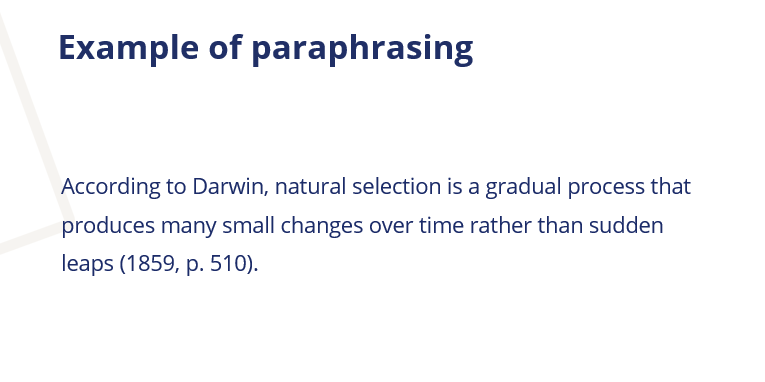 Example of paraphrasing
According to Darwin, natural selection is a gradual process that
produces many small changes over time rather than sudden
leaps (1859, p. 510).